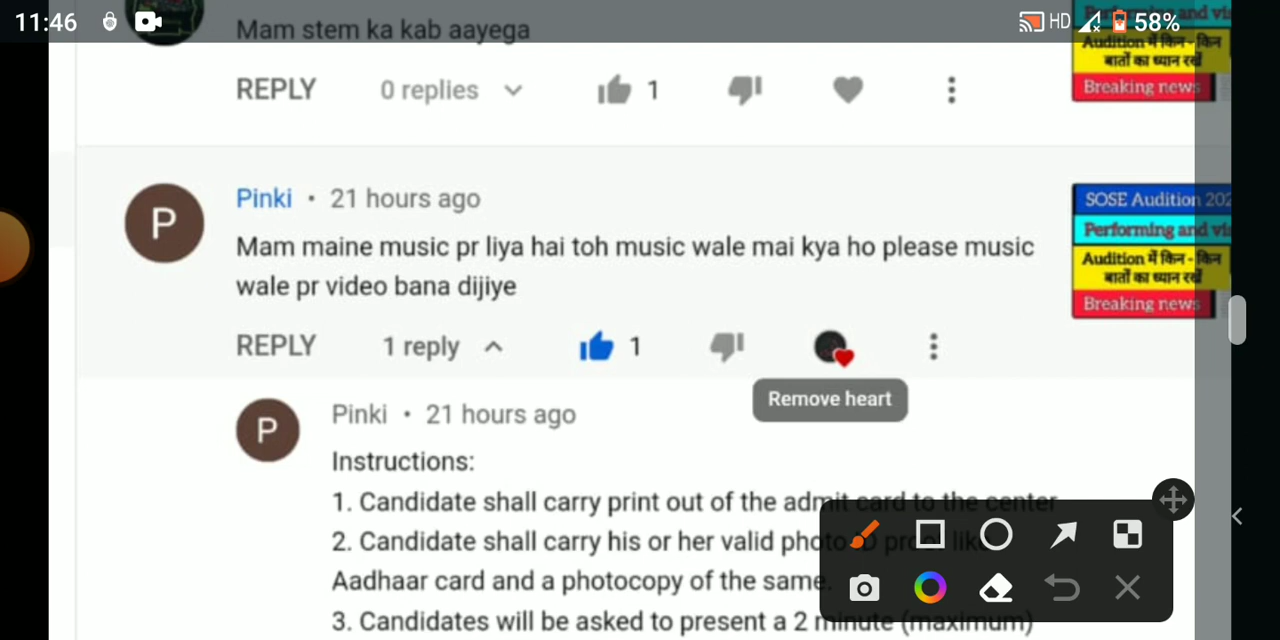 11:46
HD
58%
Mam stem ka kab aayega
REPLY 0 replies 1
Audition में किन - किन
बातों का ध्यान रखें
Breaking news
P
Pinki • 21 hours ago
Mam maine music pr liya hai toh music wale mai kya ho please music
wale pr video bana dijiye
SOSE Audition 202
Performing and vis
Audition में किन - किन
बातों का ध्यान रखें
Breaking news
REPLY 1 reply 1
Remove heart
P
Pinki • 21 hours ago
Instructions:
1. Candidate shall carry print out of the admit card to the center
2. Candidate shall carry his or her valid photo
Aadhaar card and a photocopy of the same.
3. Candidates will be asked to present a 2 minute (maximum)